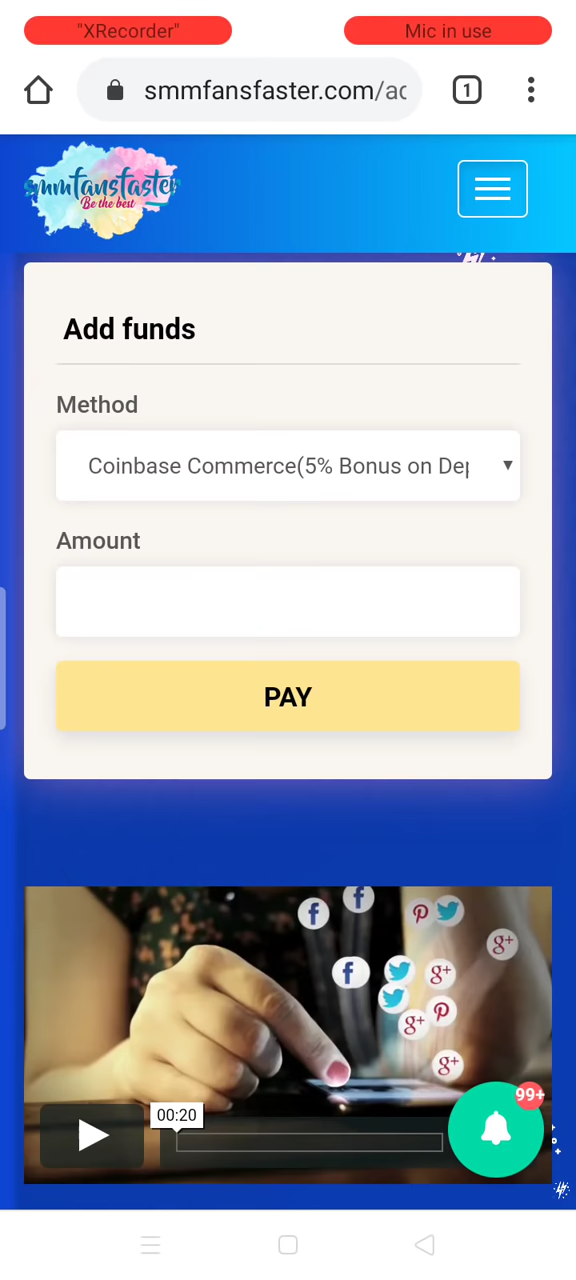 "XRecorder"
Mic in use
smmfansfaster.com/ac
1
smmfansfaster
Be the best
Add funds
Method
Coinbase Commerce(5% Bonus on Dep
Amount
PAY
f
f
f
g+
g+
g+
g+
00:20
99+